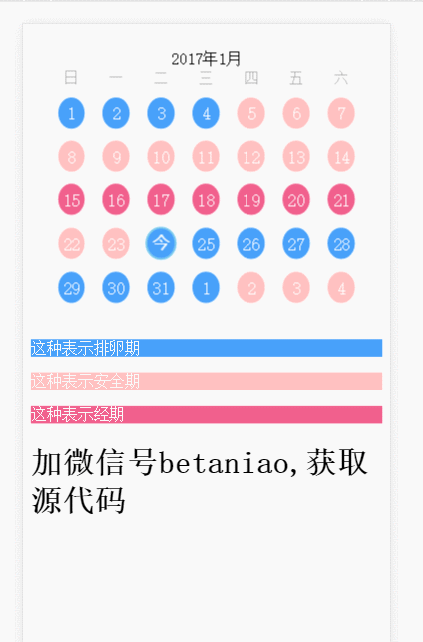 2017年1月
日 一 二 三 四 五 六
1 2 3 4 5 6 7
8 9 10 11 12 13 14
15 16 17 18 19 20 21
22 23 今 25 26 27 28
29 30 31 1 2 3 4
这种表示排卵期
这种表示安全期
这种表示经期
加微信号betaniao,获取
源代码